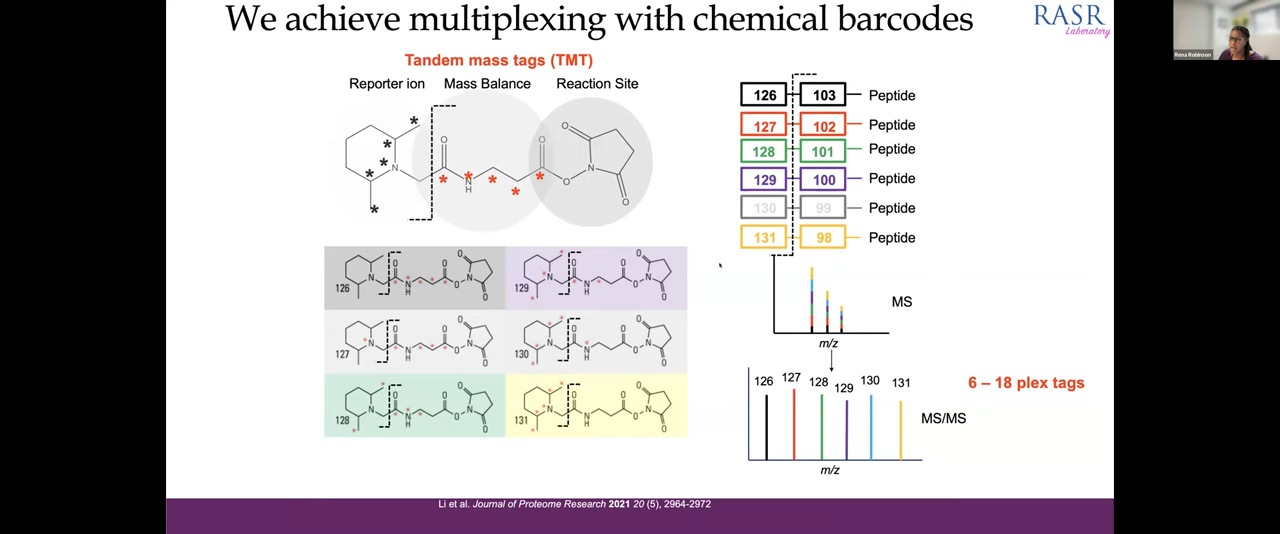 We achieve multiplexing with chemical barcodes
RASR
Laboratory
Rena Robinson
Tandem mass tags (TMT)
Reporter ion Mass Balance Reaction Site
* * * * *
N
O
* N H * * * *
O
O
O
N
O
126 103 Peptide
127 102 Peptide
128 101 Peptide
129 100 Peptide
130 99 Peptide
131 98 Peptide
126
129
127
130
128
131
MS
m/z
126 127 128 129 130 131
6 – 18 plex tags
MS/MS
m/z
Li et al. Journal of Proteome Research 2021 20 (5), 2964-2972